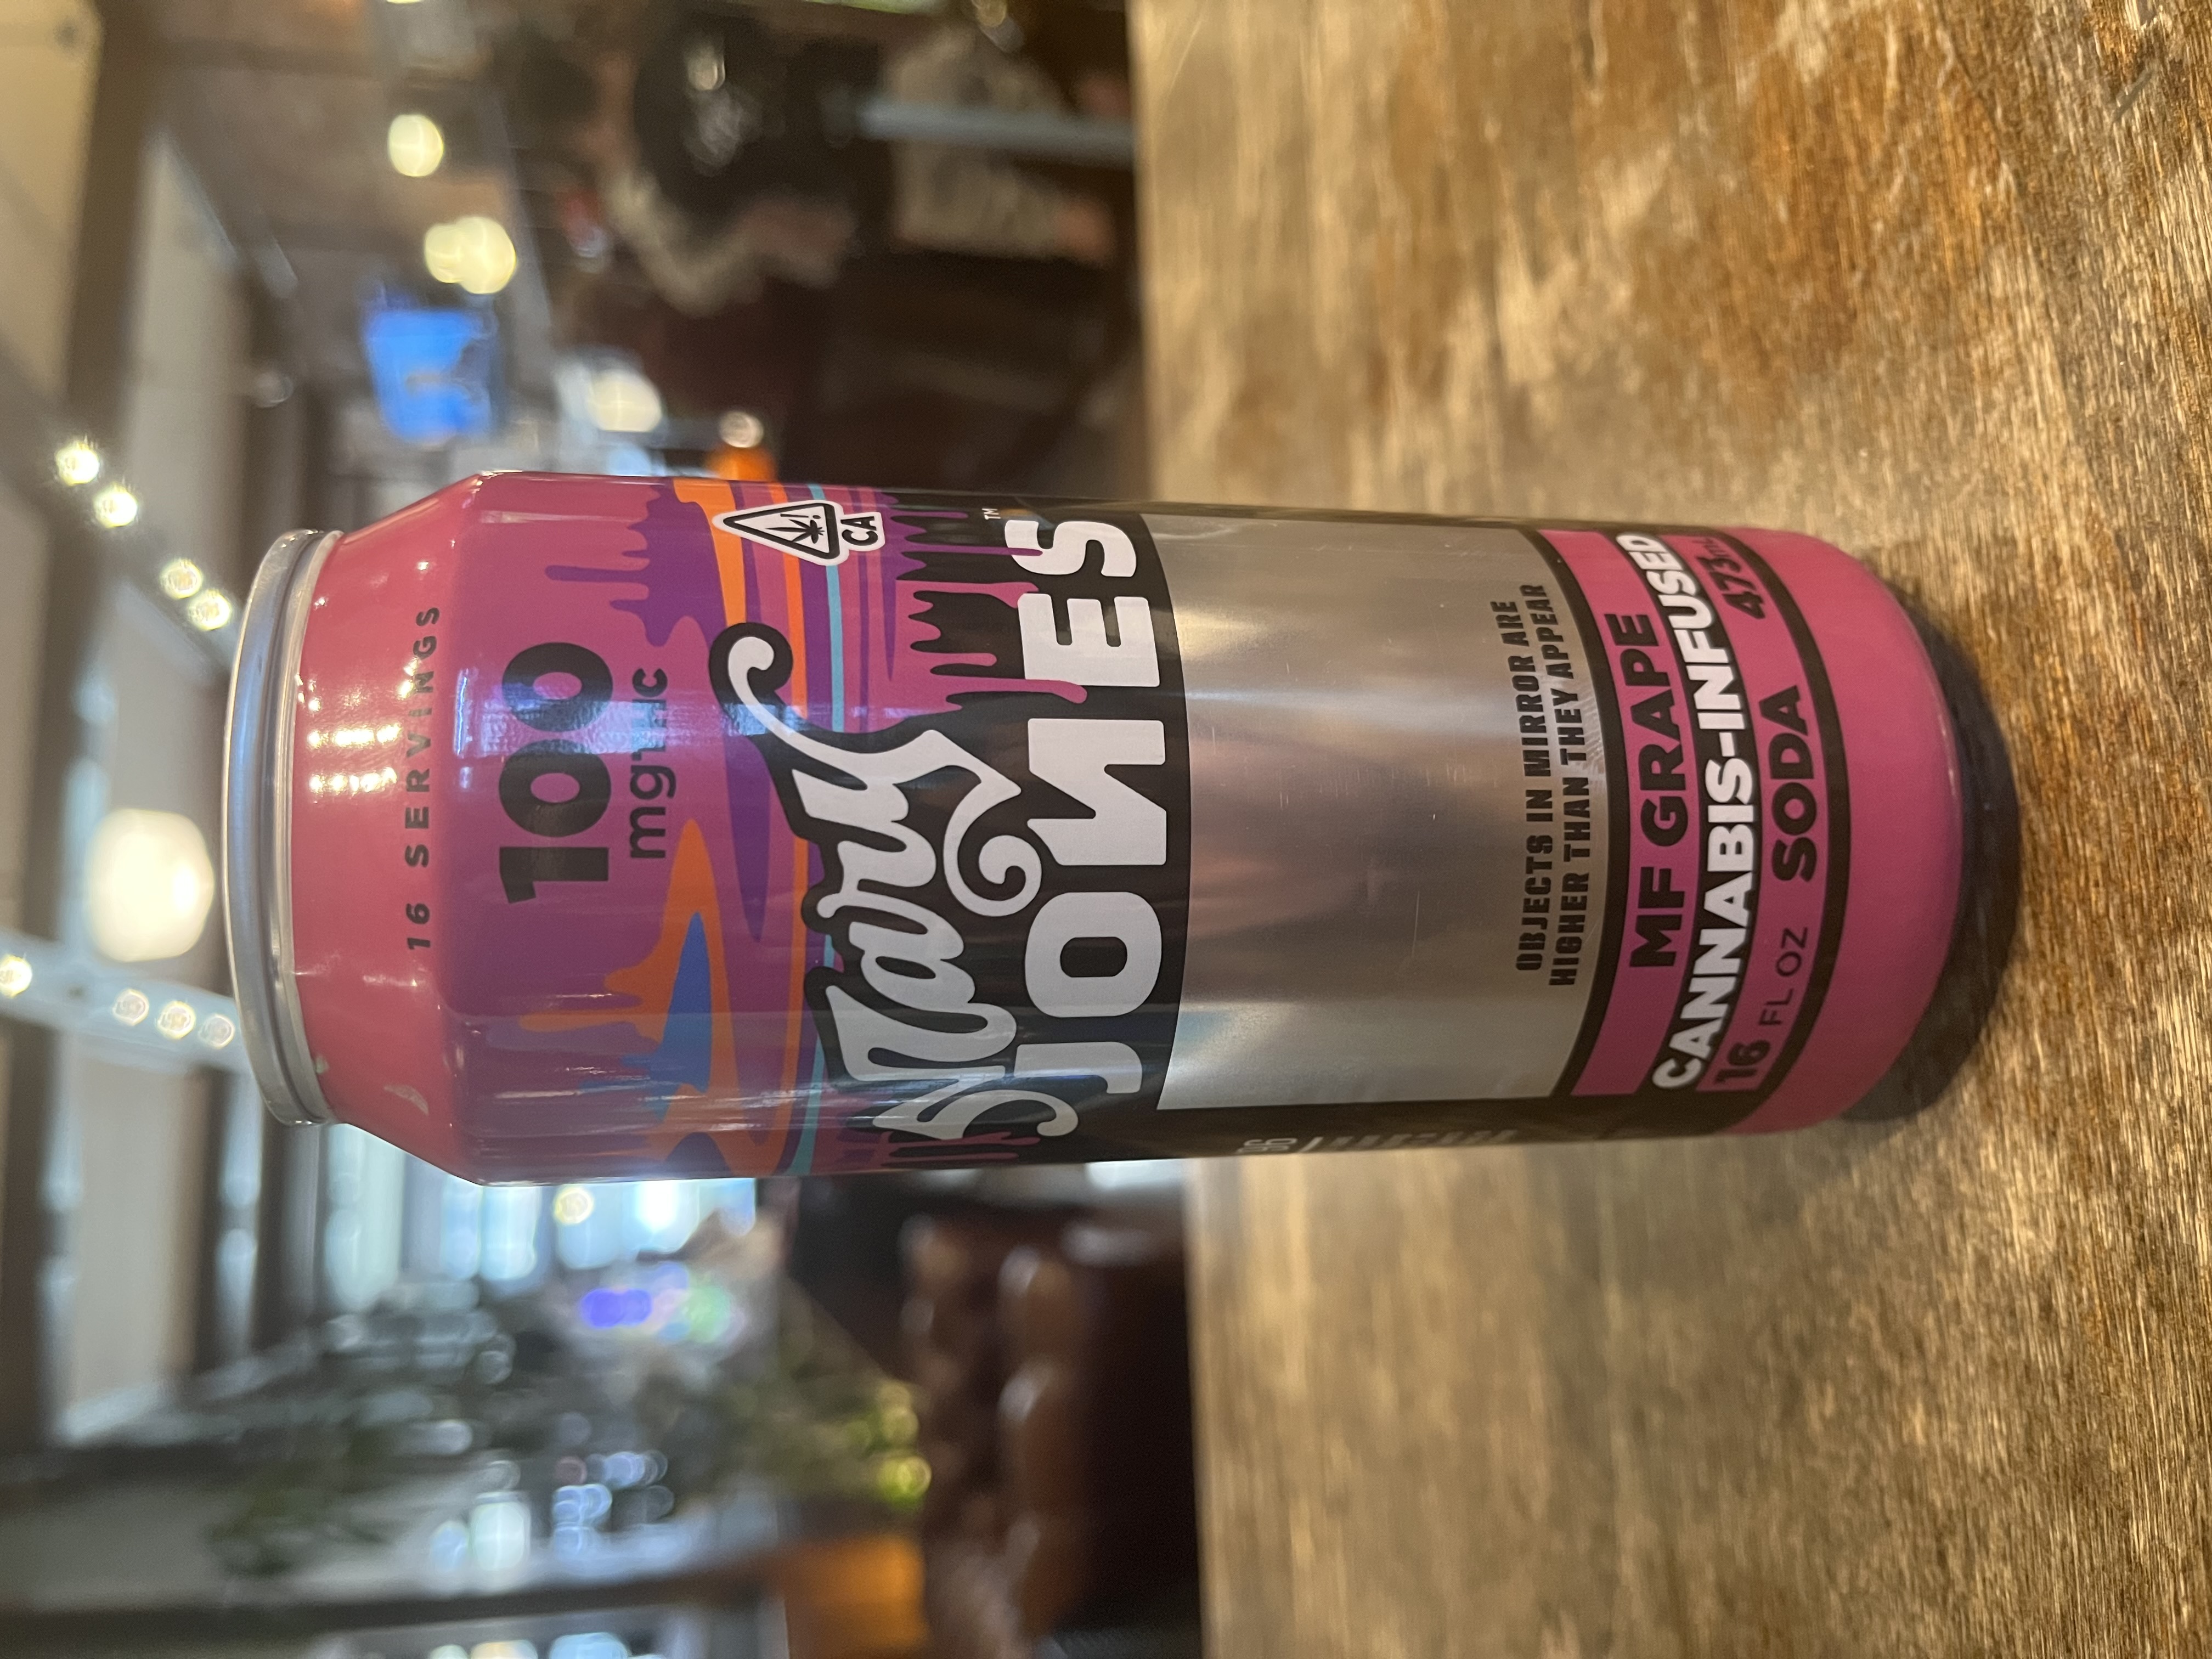 16 SERVINGS
100
mg THC
Mary
JONES™
CA
OBJECTS IN MIRROR ARE
HIGHER THAN THEY APPEAR
MF GRAPE
CANNABIS-INFUSED
16 FL OZ SODA 473mL